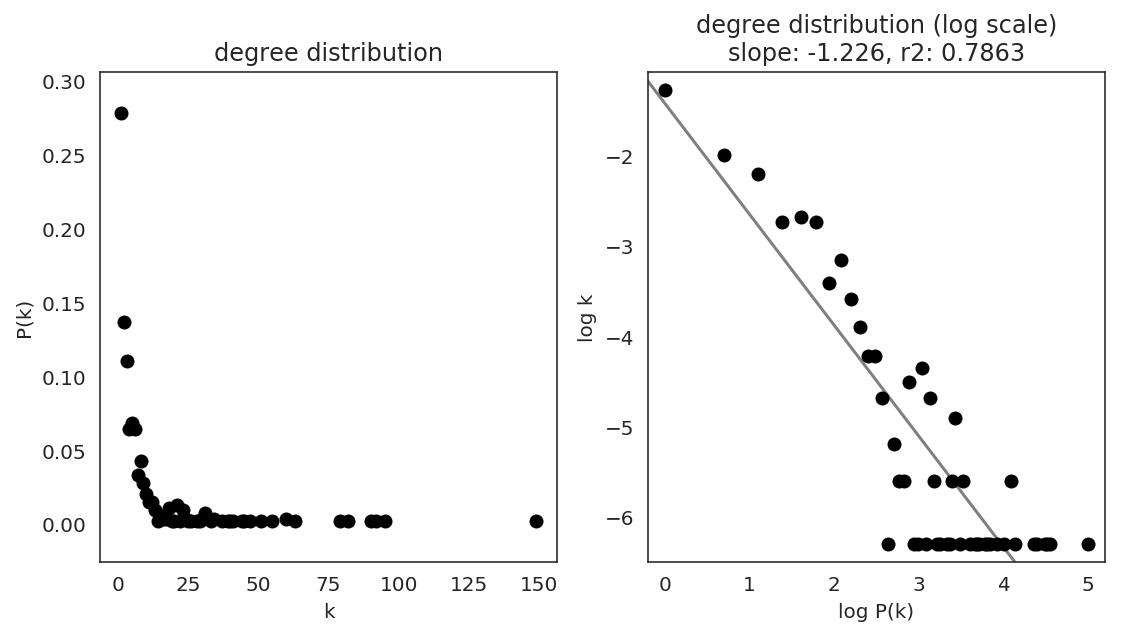 degree distribution
0.30
0.25
0.20
0.15
0.10
0.05
0.00
P(k)
0 25 50 75 100 125 150
k
degree distribution (log scale)
slope: -1.226, r2: 0.7863
−2
−3
−4
−5
−6
log k
0 1 2 3 4 5
log P(k)